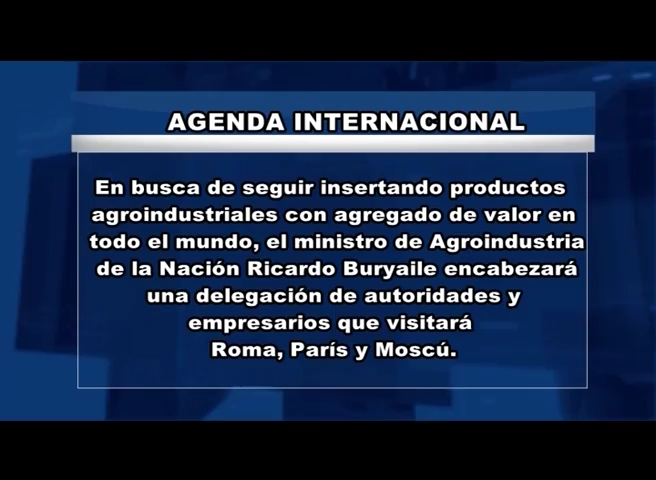 AGENDA INTERNACIONAL
En busca de seguir insertando productos
agroindustriales con agregado de valor en
todo el mundo, el ministro de Agroindustria
de la Nación Ricardo Buryaile encabezará
una delegación de autoridades y
empresarios que visitará
Roma, París y Moscú.